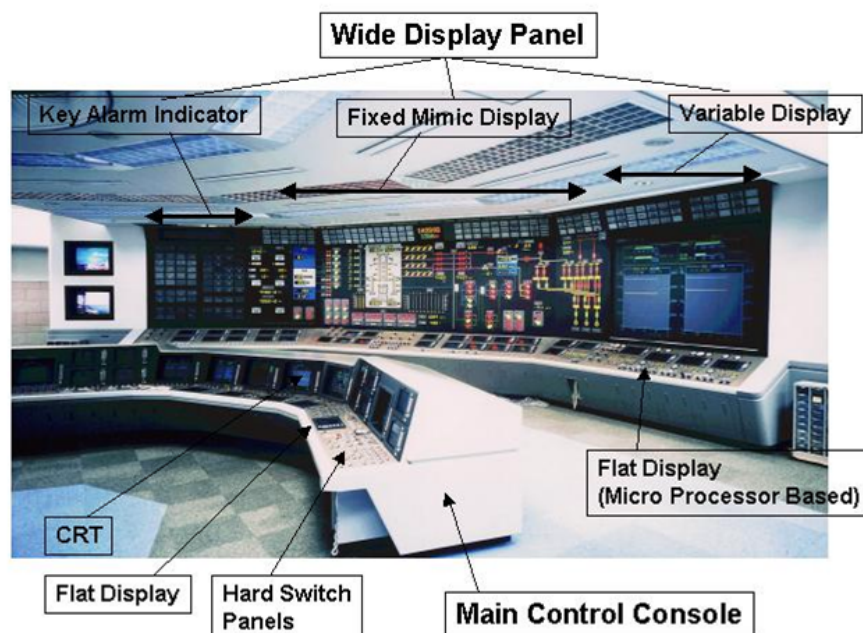 Wide Display Panel
Key Alarm Indicator
Fixed Mimic Display
Variable Display
Flat Display
(Micro Processor Based)
CRT
Flat Display
Hard Switch
Panels
Main Control Console